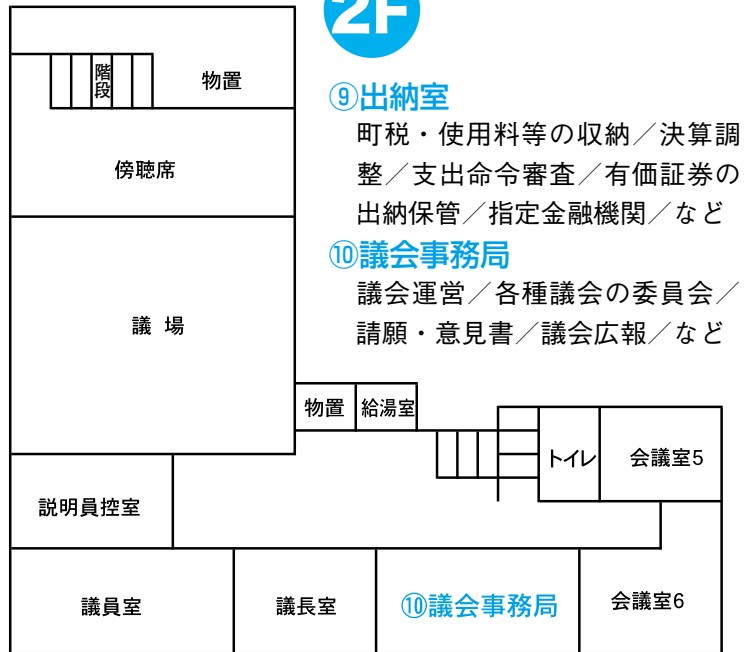 2F
⑨出納室
町税・使用料等の収納／決算調
整／支出命令審査／有価証券の
出納保管／指定金融機関／など
⑩議会事務局
議会運営／各種議会の委員会／
請願・意見書／議会広報／など
階段
物置
傍聴席
議 場
物置
給湯室
トイレ
会議室5
説明員控室
議員室
議長室
⑩議会事務局
会議室6